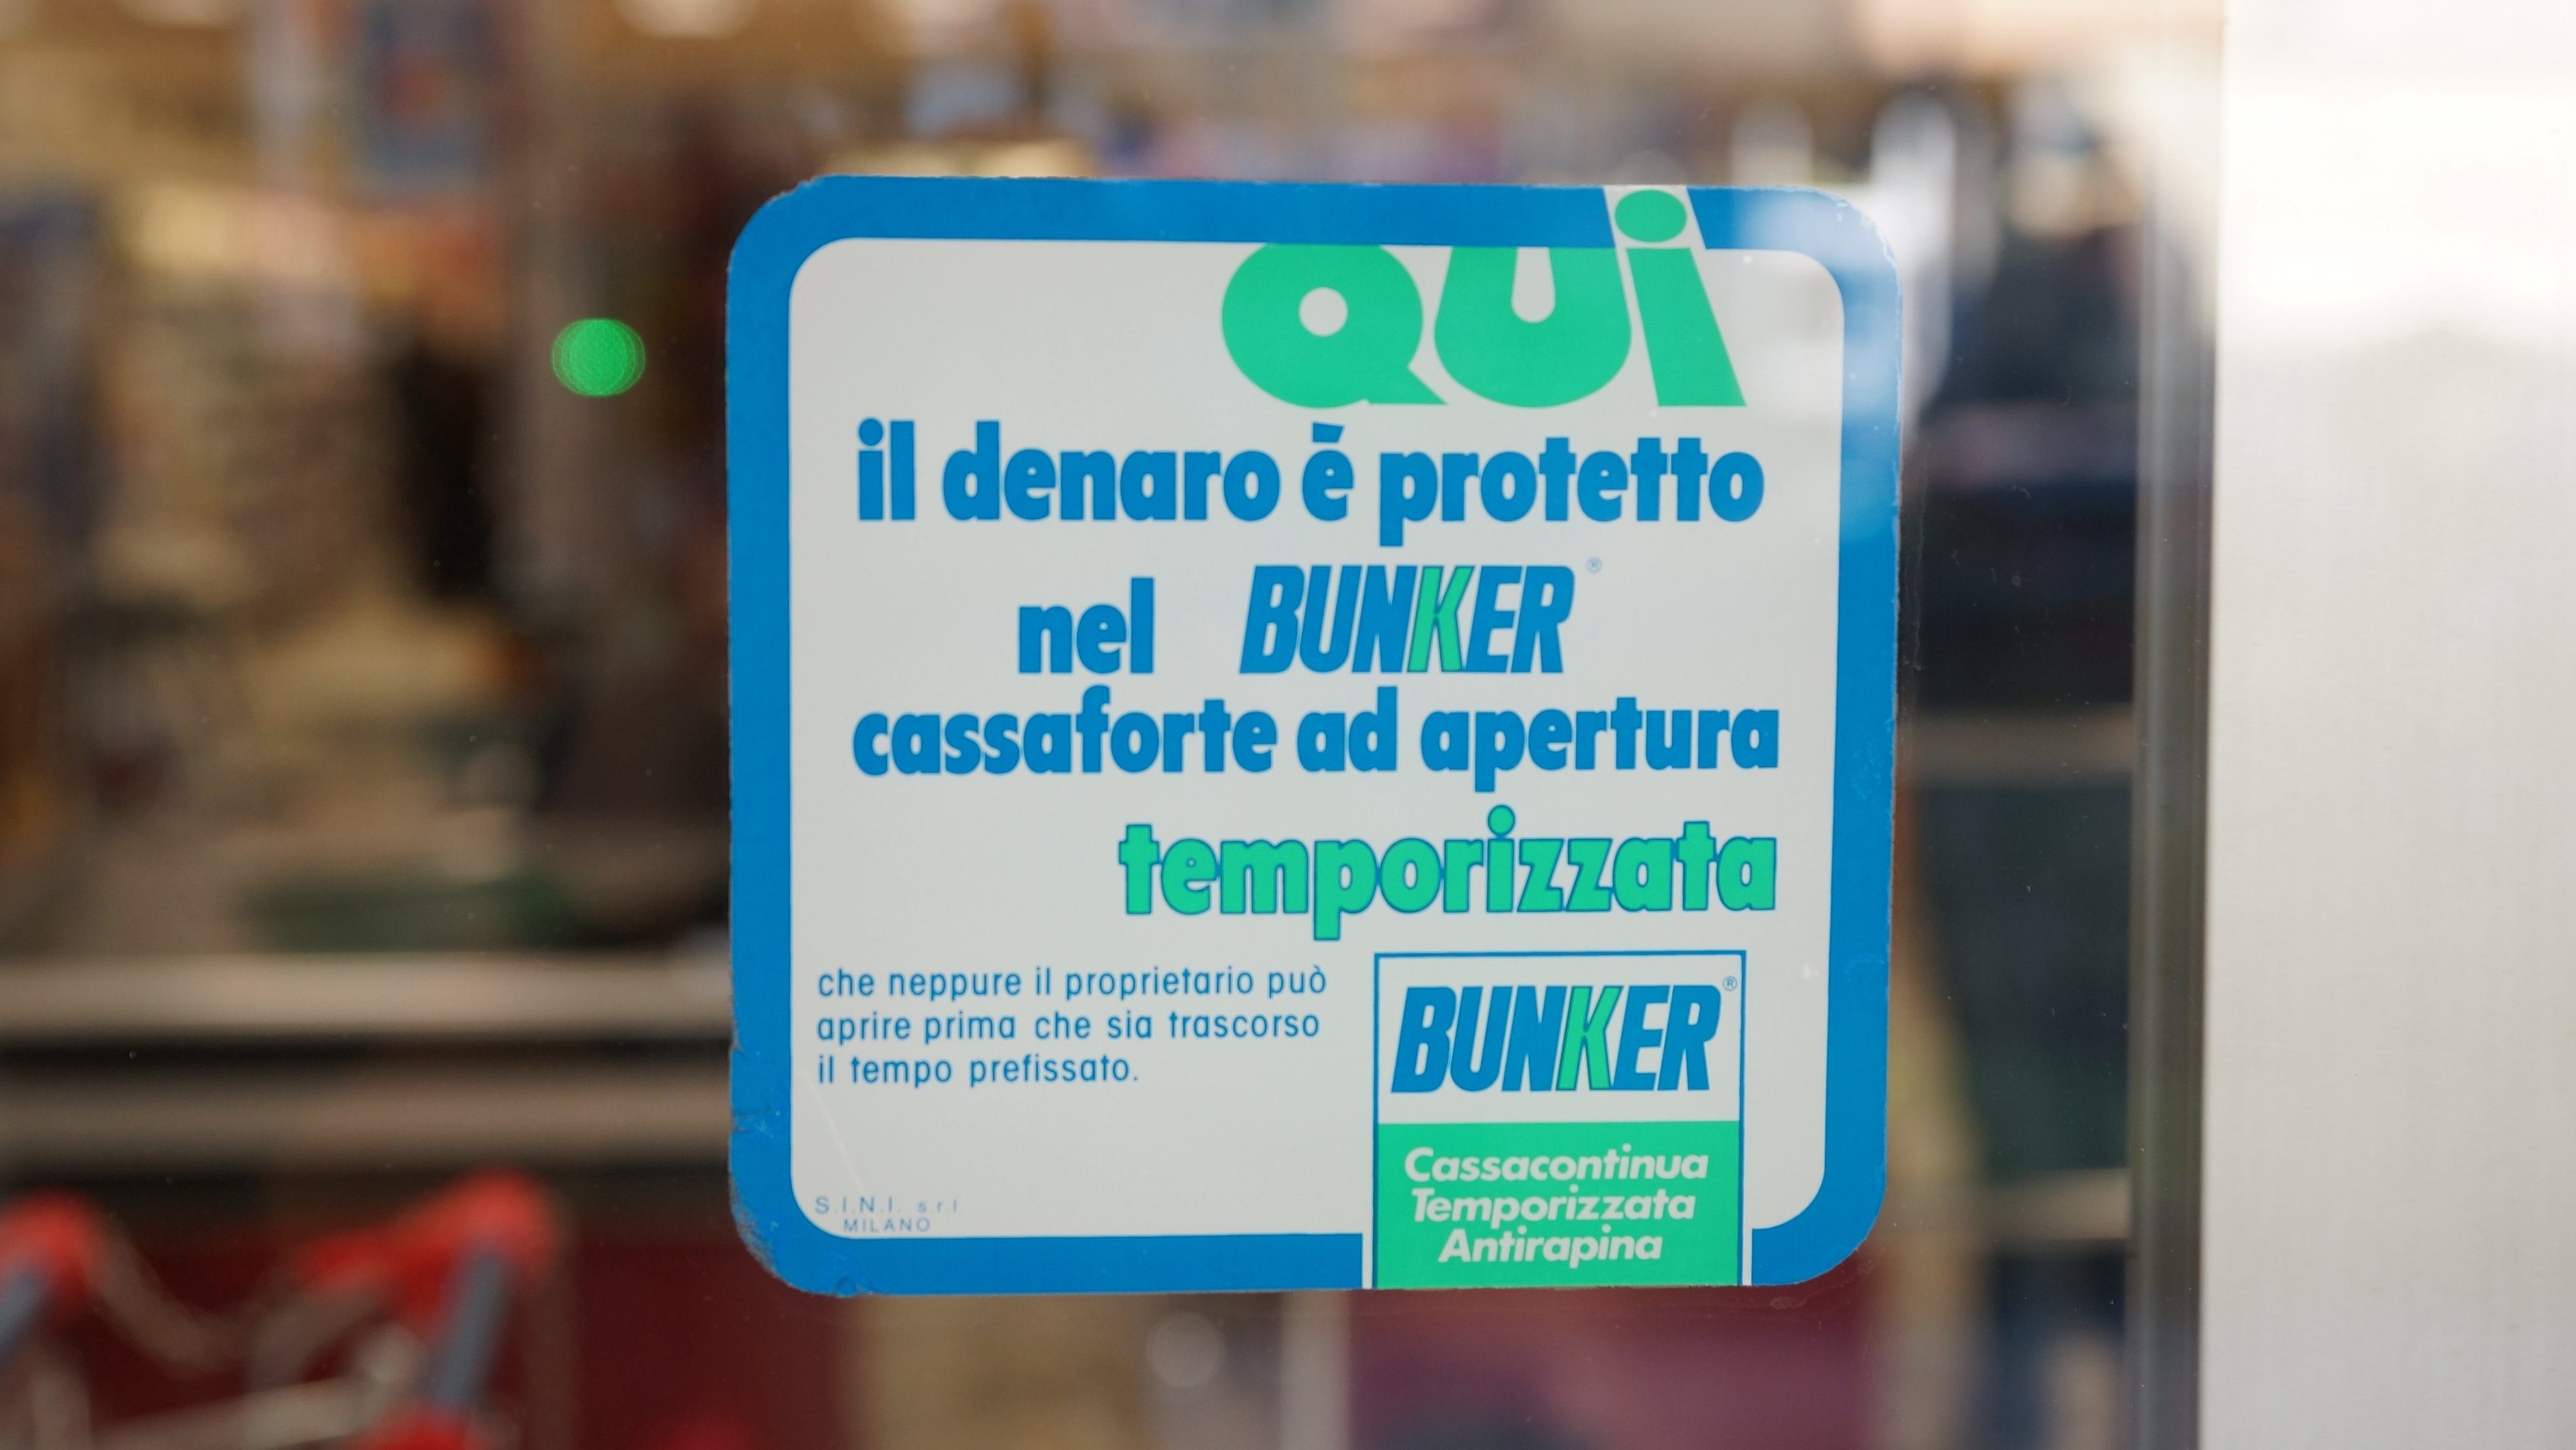 QUi
il denaro è protetto
nel BUNKER®
cassaforte ad apertura
temporizzata
che neppure il proprietario può
aprire prima che sia trascorso
il tempo prefissato.
BUNKER®
Cassacontinua
Temporizzata
Antirapina
S.I.N.I. s.r.l
MILANO